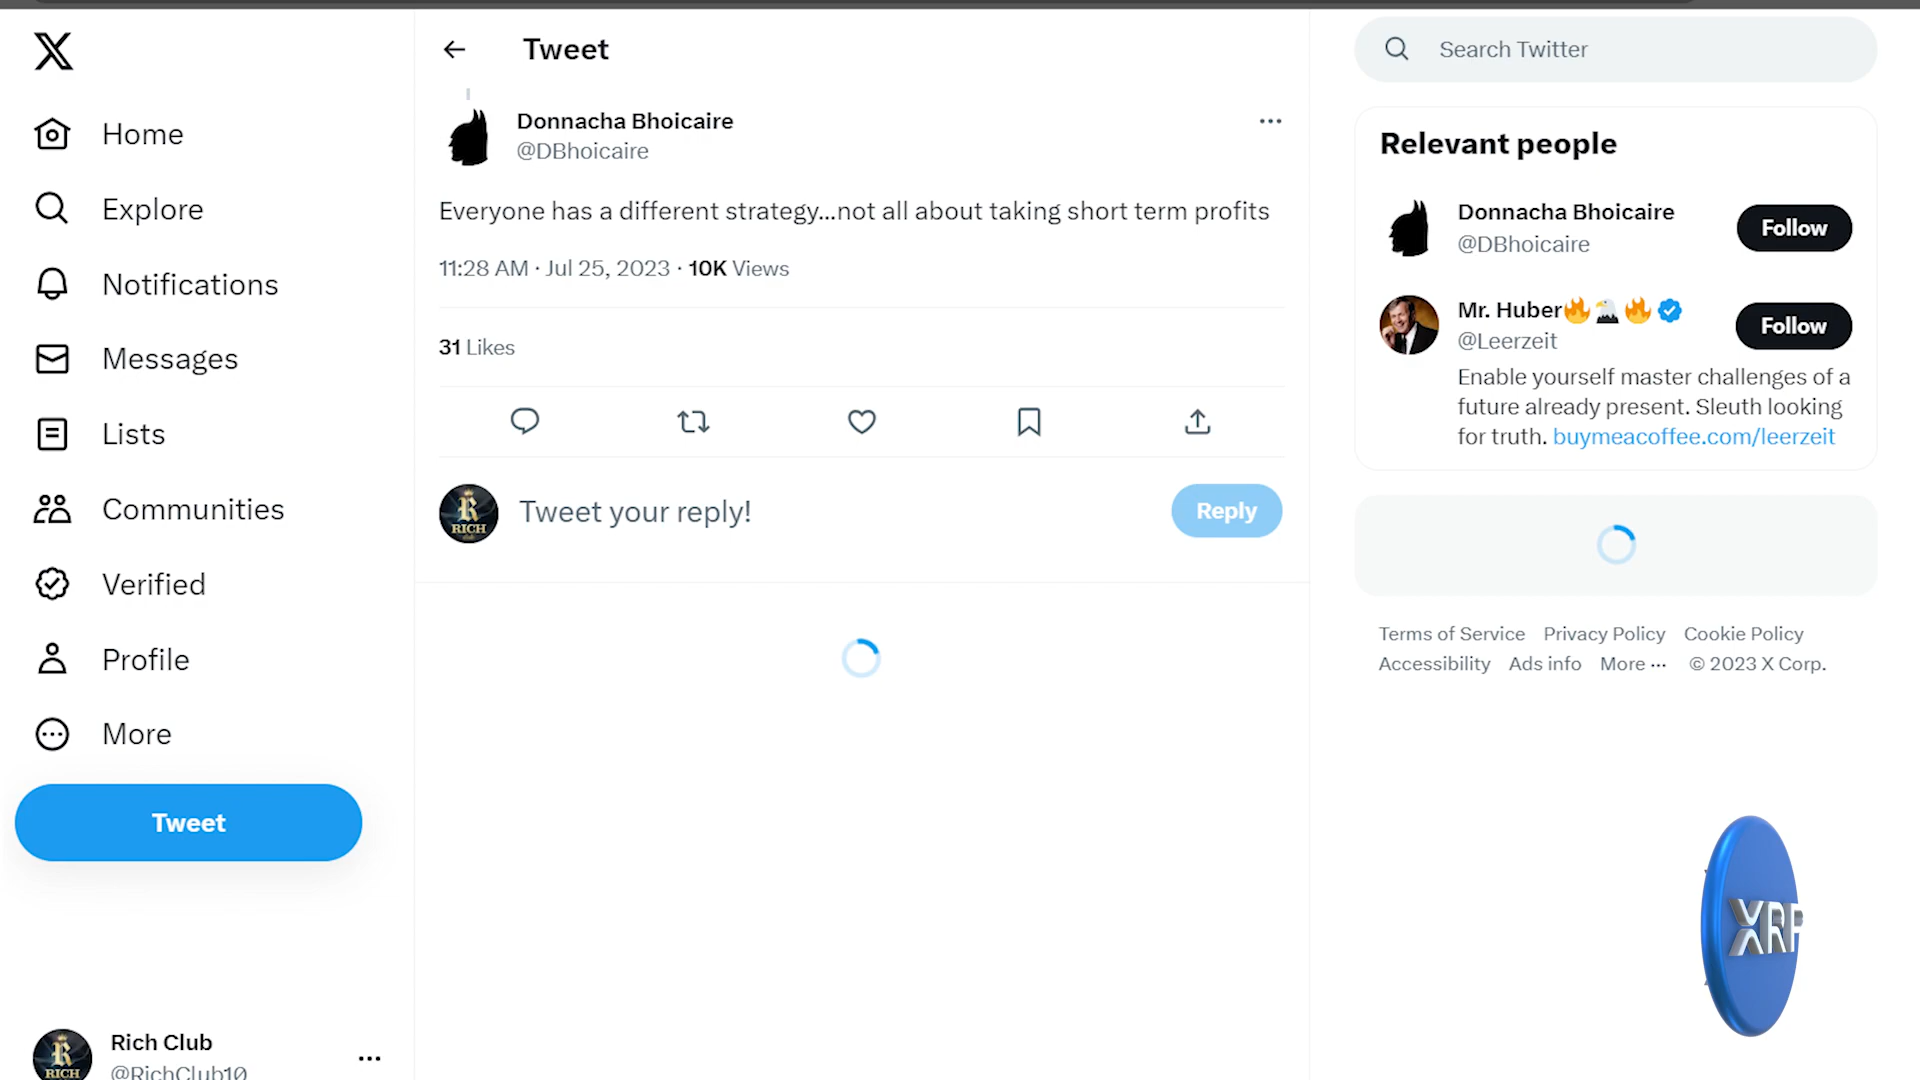 Home
Explore
Notifications
Messages
Lists
Communities
Verified
Profile
More
Tweet
Rich Club
@RichClub10
Tweet
Donnacha Bhoicaire
@DBhoicaire
Everyone has a different strategy...not all about taking short term profits
11:28 AM · Jul 25, 2023 · 10K Views
31 Likes
RICH
Tweet your reply!
Reply
Search Twitter
Relevant people
Donnacha Bhoicaire
@DBhoicaire
Follow
Mr. Huber
@Leerzeit
Follow
Enable yourself master challenges of a
future already present. Sleuth looking
for truth. buymeacoffee.com/leerzeit
Terms of Service Privacy Policy Cookie Policy
Accessibility Ads info More ··· © 2023 X Corp.
XRP
RICH